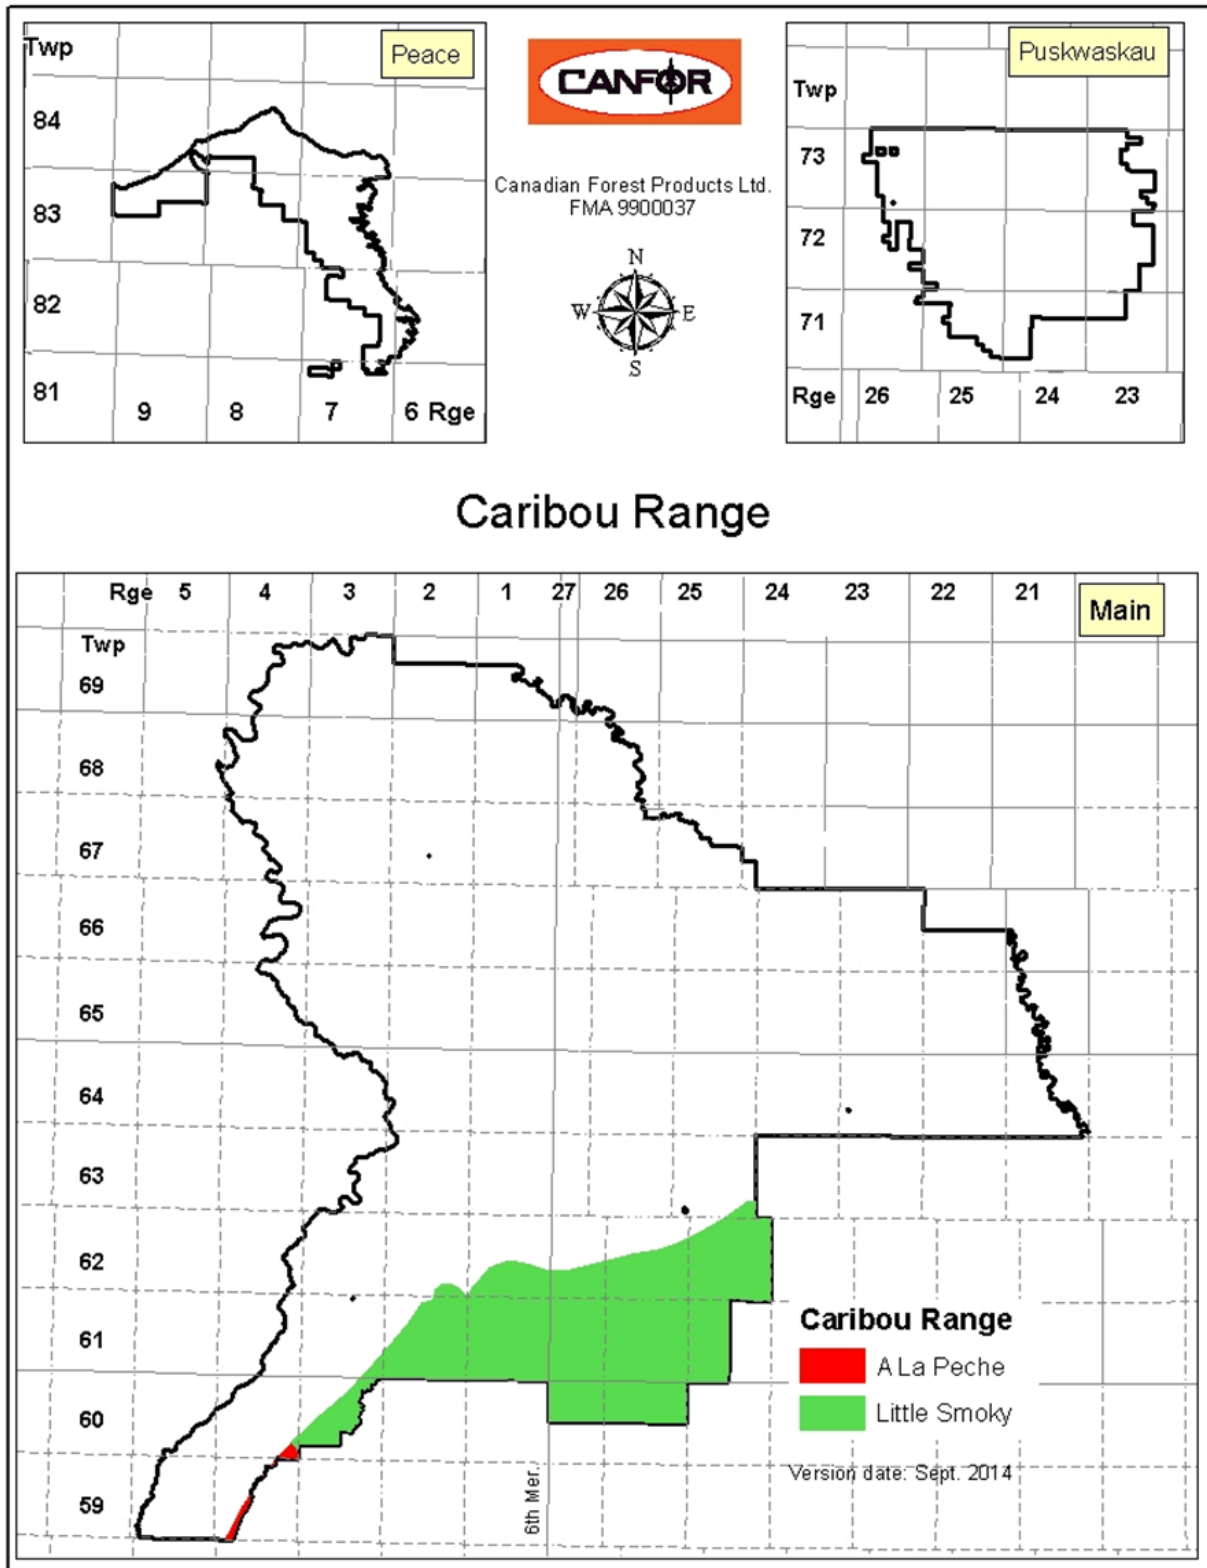 Twp
Peace
84
83
82
81
9 8 7 6 Rge
CANFOR
Canadian Forest Products Ltd.
FMA 9900037
N
W E
S
Puskwaskau
Twp
73
72
71
Rge 26 25 24 23
Caribou Range
Rge 5 4 3 2 1 27 26 25 24 23 22 21
Main
Twp
69
68
67
66
65
64
63
62
61
60
59
6th Mer.
Caribou Range
A La Peche
Little Smoky
Version date: Sept. 2014